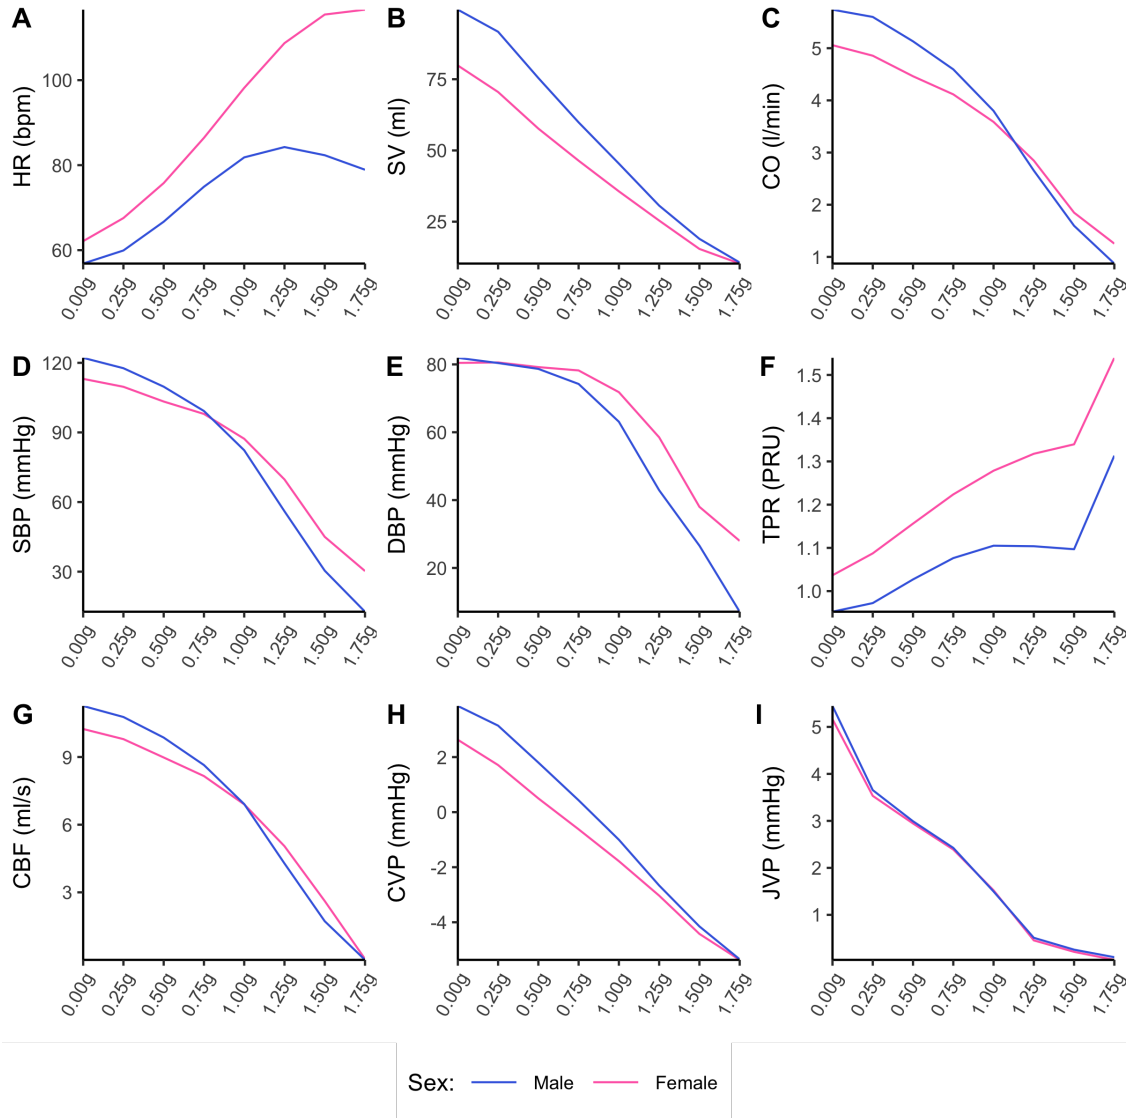 A
HR (bpm)
100
80
60
0.00g 0.25g 0.50g 0.75g 1.00g 1.25g 1.50g 1.75g
B
SV (ml)
75
50
25
0.00g 0.25g 0.50g 0.75g 1.00g 1.25g 1.50g 1.75g
C
CO (l/min)
5
4
3
2
1
0.00g 0.25g 0.50g 0.75g 1.00g 1.25g 1.50g 1.75g
D
SBP (mmHg)
120
90
60
30
0.00g 0.25g 0.50g 0.75g 1.00g 1.25g 1.50g 1.75g
E
DBP (mmHg)
80
60
40
20
0.00g 0.25g 0.50g 0.75g 1.00g 1.25g 1.50g 1.75g
F
TPR (PRU)
1.5
1.4
1.3
1.2
1.1
1.0
0.00g 0.25g 0.50g 0.75g 1.00g 1.25g 1.50g 1.75g
G
CBF (ml/s)
9
6
3
0.00g 0.25g 0.50g 0.75g 1.00g 1.25g 1.50g 1.75g
H
CVP (mmHg)
2
0
-2
-4
0.00g 0.25g 0.50g 0.75g 1.00g 1.25g 1.50g 1.75g
I
JVP (mmHg)
5
4
3
2
1
0.00g 0.25g 0.50g 0.75g 1.00g 1.25g 1.50g 1.75g
Sex: Male Female